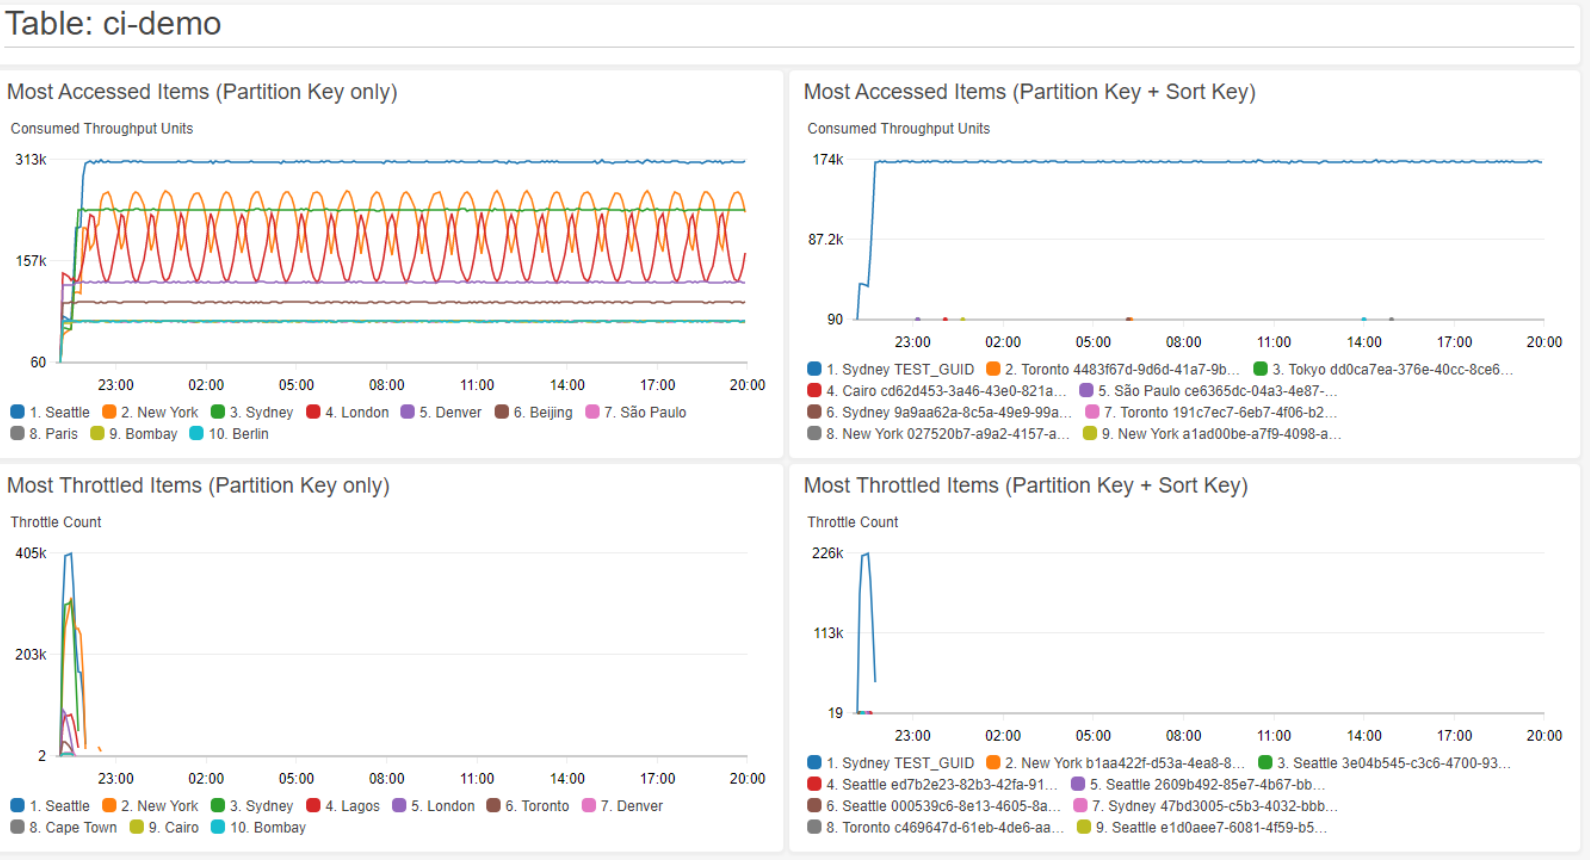 Table: ci-demo
Most Accessed Items (Partition Key only)
Consumed Throughput Units
313k
157k
60
23:00 02:00 05:00 08:00 11:00 14:00 17:00 20:00
1. Seattle 2. New York 3. Sydney 4. London 5. Denver 6. Beijing 7. São Paulo
8. Paris 9. Bombay 10. Berlin
Most Accessed Items (Partition Key + Sort Key)
Consumed Throughput Units
174k
87.2k
90
23:00 02:00 05:00 08:00 11:00 14:00 17:00 20:00
1. Sydney TEST_GUID 2. Toronto 4483f67d-9d6d-41a7-9b... 3. Tokyo dd0ca7ea-376e-40cc-8ce6...
4. Cairo cd62d453-3a46-43e0-821a... 5. São Paulo ce6365dc-04a3-4e87-...
6. Sydney 9a9aa62a-8c5a-49e9-99a... 7. Toronto 191c7ec7-6eb7-4f06-b2...
8. New York 027520b7-a9a2-4157-a... 9. New York a1ad00be-a7f9-4098-a...
Most Throttled Items (Partition Key only)
Throttle Count
405k
203k
2
23:00 02:00 05:00 08:00 11:00 14:00 17:00 20:00
1. Seattle 2. New York 3. Sydney 4. Lagos 5. London 6. Toronto 7. Denver
8. Cape Town 9. Cairo 10. Bombay
Most Throttled Items (Partition Key + Sort Key)
Throttle Count
226k
113k
19
23:00 02:00 05:00 08:00 11:00 14:00 17:00 20:00
1. Sydney TEST_GUID 2. New York b1aa422f-d53a-4ea8-8... 3. Seattle 3e04b545-c3c6-4700-93...
4. Seattle ed7b2e23-82b3-42fa-91... 5. Seattle 2609b492-85e7-4b67-bb...
6. Seattle 000539c6-8e13-4605-8a... 7. Sydney 47bd3005-c5b3-4032-bbb...
8. Toronto c469647d-61eb-4de6-aa... 9. Seattle e1d0aee7-6081-4f59-b5...